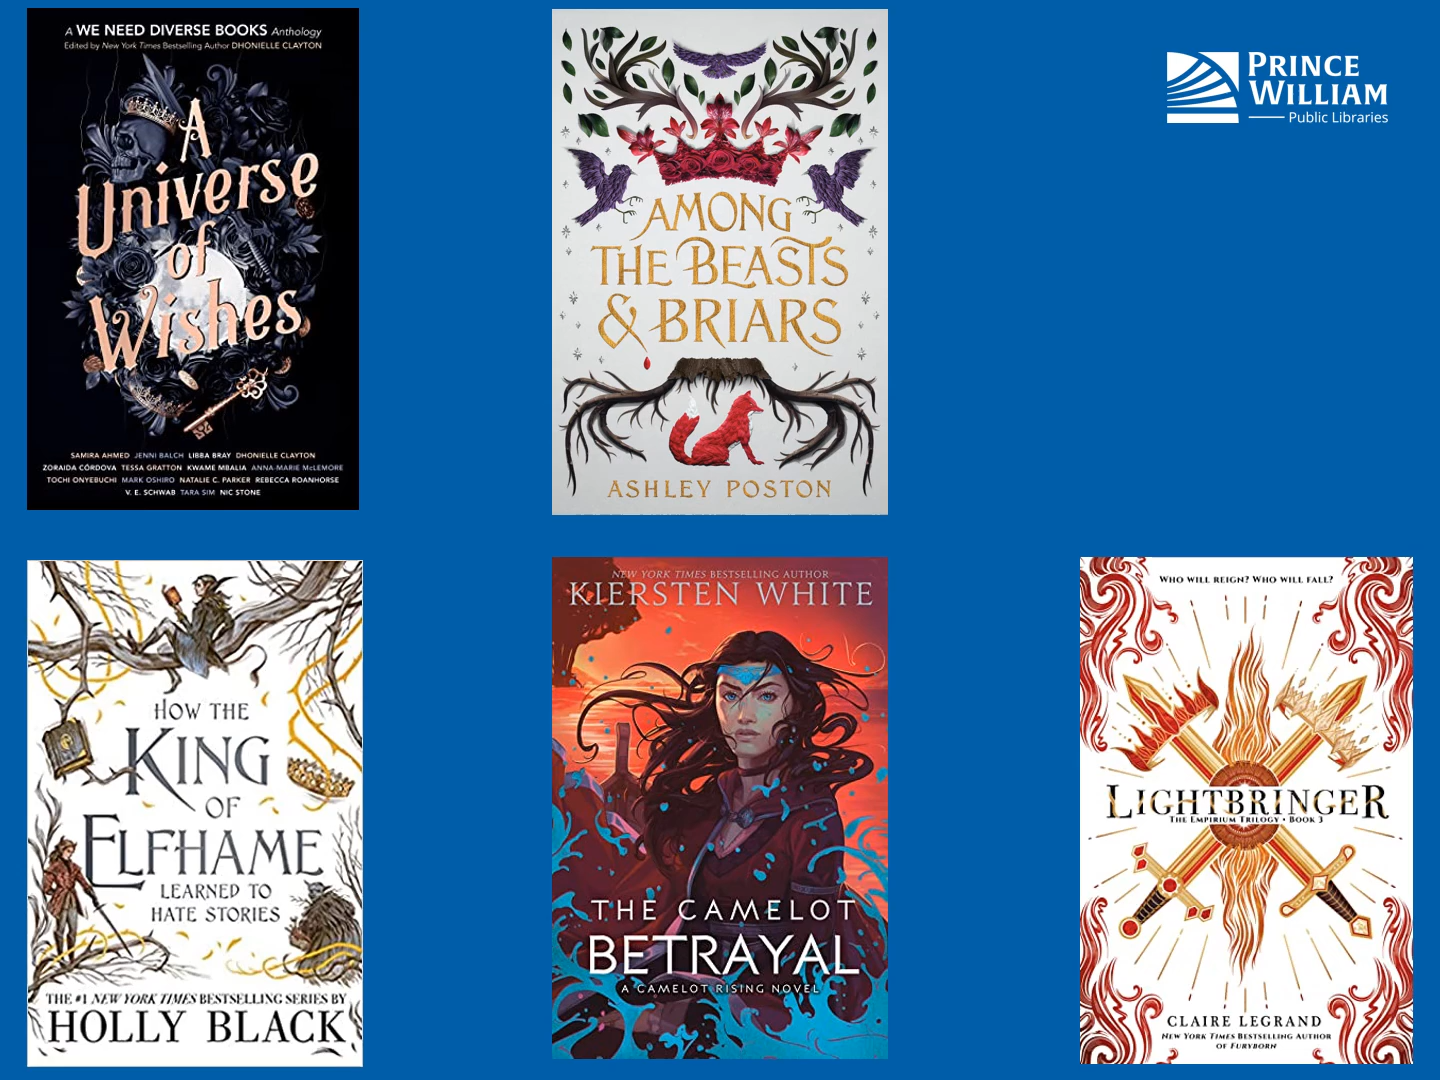 A WE NEED DIVERSE BOOKS Anthology
Edited by New York Times Bestselling Author DHONIELLE CLAYTON
A
Universe
of
Wishes
SAMIRA AHMED JENNI BALCH LIBBA BRAY DHONIELLE CLAYTON
ZORAIDA CÓRDOVA TESSA GRATTON KWAME MBALIA ANNA-MARIE McLEMORE
TOCHI ONYEBUCHI MARK OSHIRO NATALIE C. PARKER REBECCA ROANHORSE
V. E. SCHWAB TARA SIM NIC STONE
AMONG
THE BEASTS
& BRIARS
ASHLEY POSTON
PRINCE
WILLIAM
Public Libraries
HOW THE
KING
OF
ELFHAME
LEARNED TO
HATE STORIES
THE #1 NEW YORK TIMES BESTSELLING SERIES BY
HOLLY BLACK
NEW YORK TIMES BESTSELLING AUTHOR
KIERSTEN WHITE
THE CAMELOT
BETRAYAL
A CAMELOT RISING NOVEL
WHO WILL REIGN? WHO WILL FALL?
LIGHTBRINGER
THE EMPIRIUM TRILOGY • BOOK 3
CLAIRE LEGRAND
NEW YORK TIMES BESTSELLING AUTHOR
OF FURYBORN